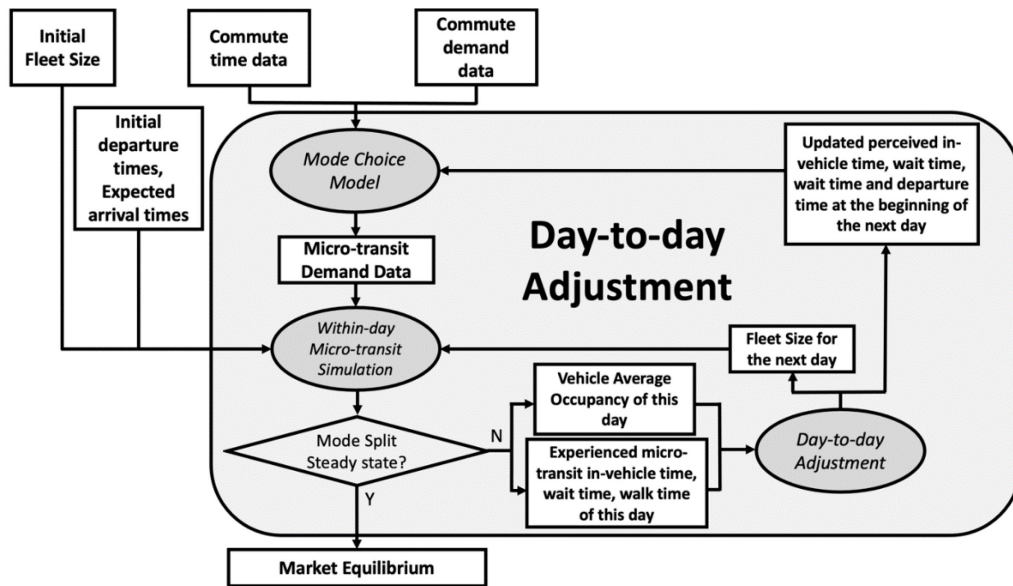 Initial
Fleet Size
Commute
time data
Commute
demand
data
Initial
departure
times,
Expected
arrival times
Mode Choice
Model
Updated perceived in-
vehicle time, wait time,
wait time and departure
time at the beginning of
the next day
Micro-transit
Demand Data
Day-to-day
Adjustment
Within-day
Micro-transit
Simulation
Fleet Size for
the next day
Vehicle Average
Occupancy of this
day
Mode Split
Steady state?
N
Experienced micro-
transit in-vehicle time,
wait time, walk time
of this day
Day-to-day
Adjustment
Y
Market Equilibrium